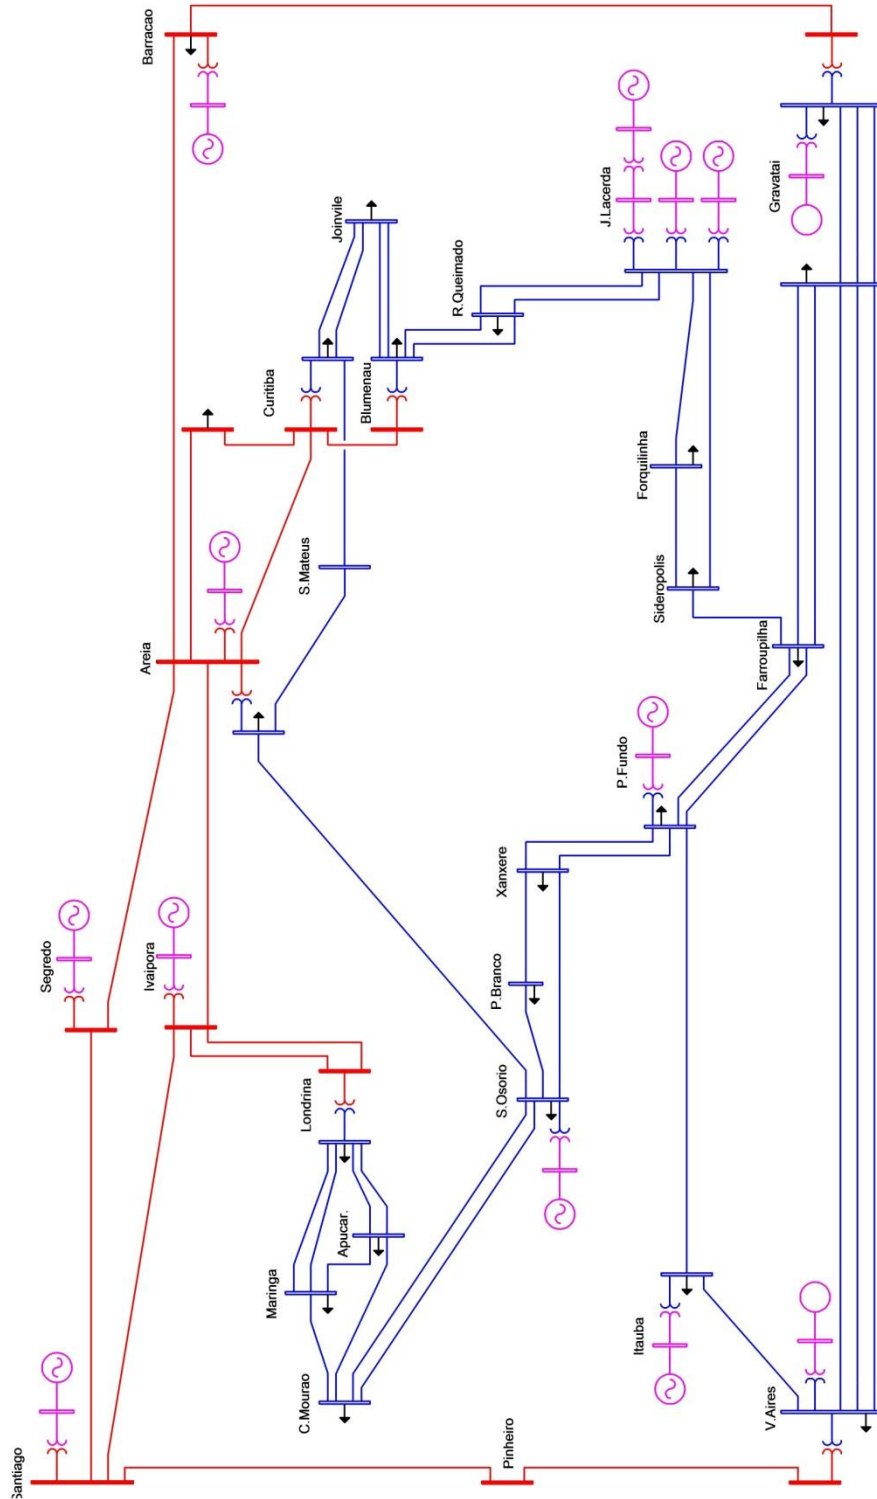 Santiago
Segredo
Ivaipora
Areia
Barracao
Maringa
Curitiba
C.Mourao
Londrina
S.Mateus
Joinvile
Apucar.
Blumenau
R.Queimado
Pinheiro
S.Osorio
P.Branco
Xanxere
J.Lacerda
P.Fundo
Itauba
Forquilinha
Sideropolis
V.Aires
Farroupilha
Gravatai